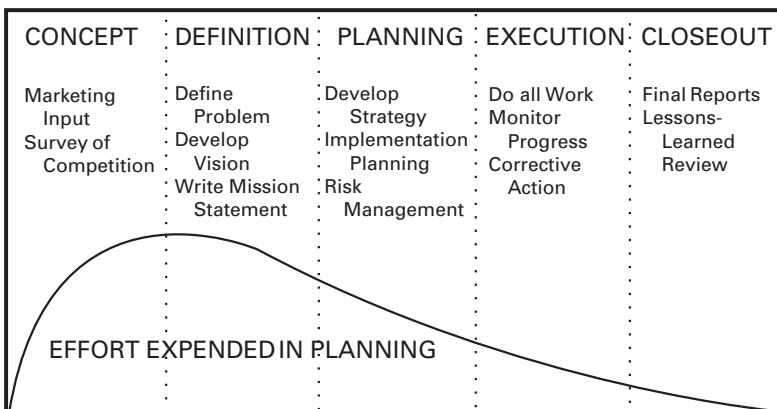 CONCEPT DEFINITION PLANNING EXECUTION CLOSEOUT
Marketing
Input
Survey of
Competition
Define
Problem
Develop
Vision
Write Mission
Statement
Develop
Strategy
Implementation
Planning
Risk
Management
Do all Work
Monitor
Progress
Corrective
Action
Final Reports
Lessons-
Learned
Review
EFFORT EXPENDED IN PLANNING